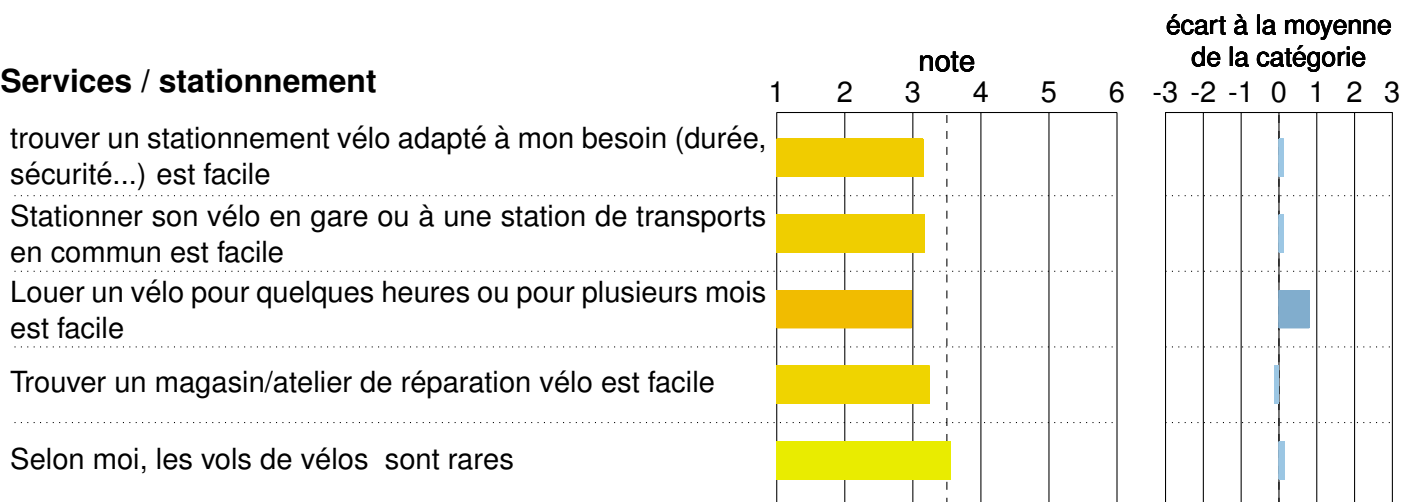 écart à la moyenne
note de la catégorie
Services / stationnement
1 2 3 4 5 6 -3 -2 -1 0 1 2 3
trouver un stationnement vélo adapté à mon besoin (durée,
sécurité...) est facile
Stationner son vélo en gare ou à une station de transports
en commun est facile
Louer un vélo pour quelques heures ou pour plusieurs mois
est facile
Trouver un magasin/atelier de réparation vélo est facile
Selon moi, les vols de vélos  sont rares